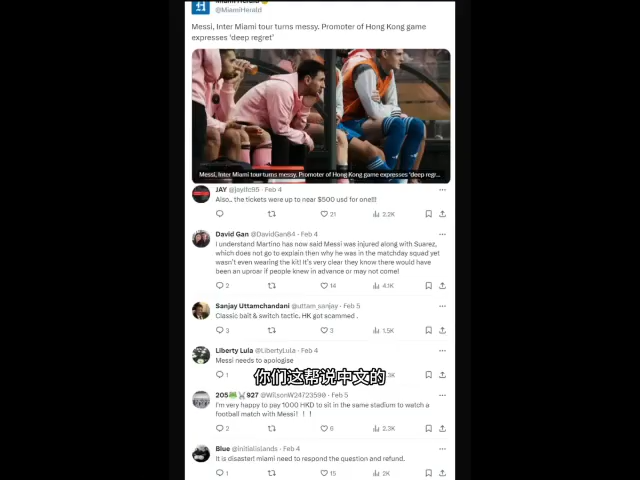 @MiamiHerald
Messi, Inter Miami tour turns messy. Promoter of Hong Kong game
expresses 'deep regret'
Messi, Inter Miami tour turns messy. Promoter of Hong Kong game expresses 'deep regr...
JAY @jayltc55 · Feb 4
Also., the tickets were up to near $500 usd for one!!!
21 2.2K
David Gan @DavidGan84 · Feb 4
I understand Martino has now said Messi was injured along with Suarez,
which does not go to explain then why he was in the matchday squad yet
wasn't even wearing the kit! It's very clear they know there would have
been an uproar if people knew in advance or may not come!
2 14 4.1K
Sanjay Uttamchandani @uttam_sanjay · Feb 5
Classic bait & switch tactic. HK got scammed .
3 3 1.5K
Liberty Lula @LibertyLula · Feb 4
Messi needs to apologise
1
你们这帮说中文的
205 927 @WilsonW24723590 · Feb 5
I'm very happy to pay 1000 HKD to sit in the same stadium to watch a
football match with Messi！！！
2 6 2.3K
Blue @initialislands · Feb 4
It is disaster! miami need to respond the question and refund.
1 15 2K